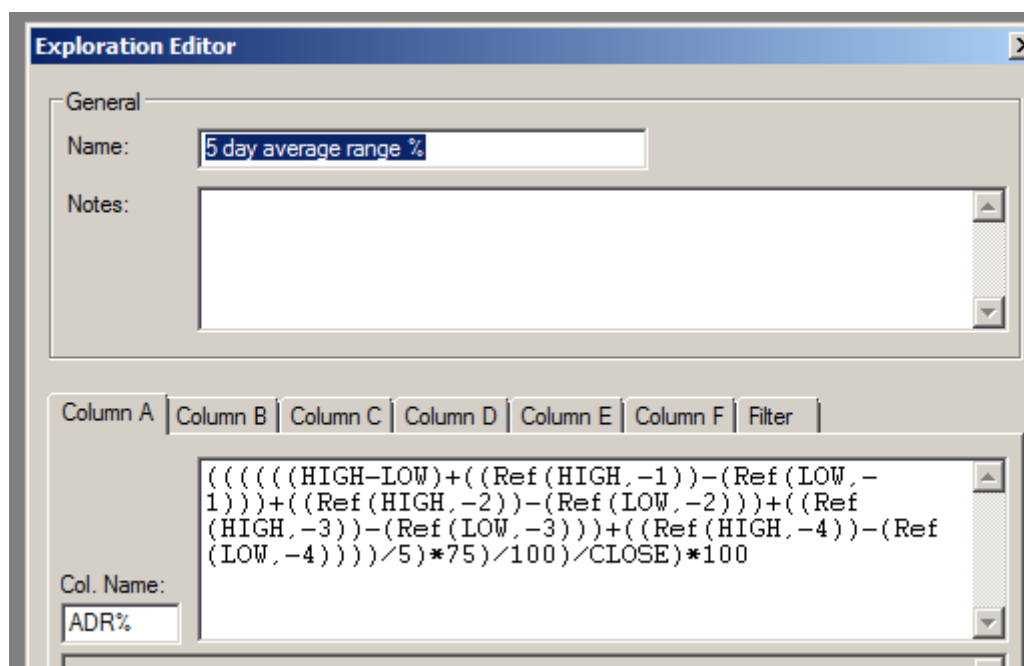 Exploration Editor
General
Name:
5 day average range %
Notes:
Column A
Column B
Column C
Column D
Column E
Column F
Filter
((((((HIGH-LOW)+((Ref(HIGH,-1))-(Ref(LOW,-
1)))+((Ref(HIGH,-2))-(Ref(LOW,-2)))+((Ref
(HIGH,-3))-(Ref(LOW,-3)))+((Ref(HIGH,-4))-(Ref
(LOW,-4))))/5)*75)/100)/CLOSE)*100
Col. Name:
ADR%